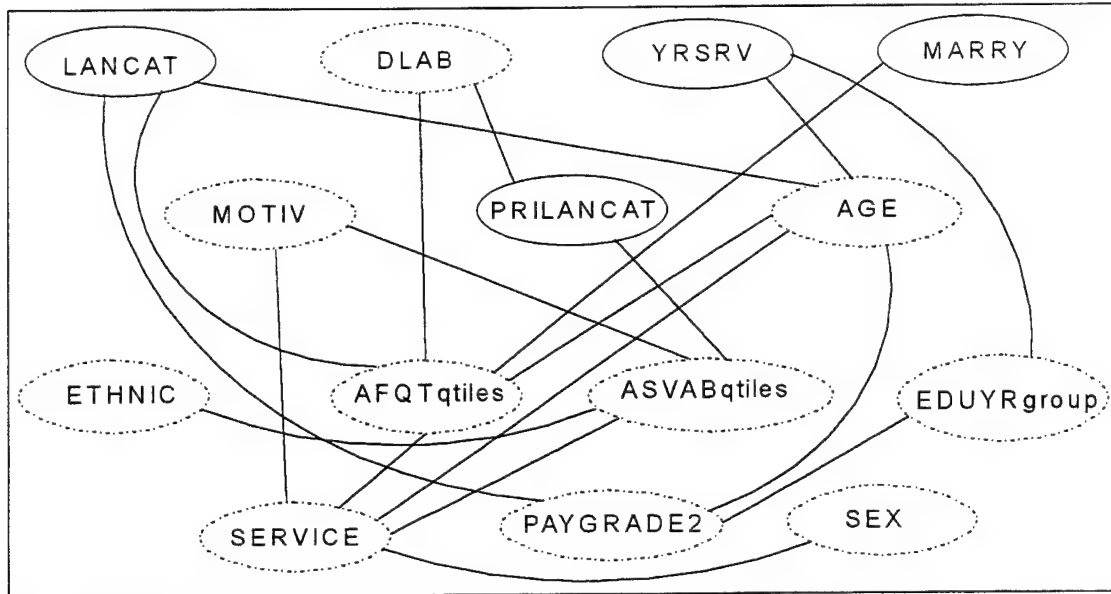 LANCAT
DLAB
YRSRV
MARRY
MOTIV
PRILANCAT
AGE
ETHNIC
AFQTqtiles
ASVABqtiles
EDUYRgroup
SERVICE
PAYGRADE2
SEX